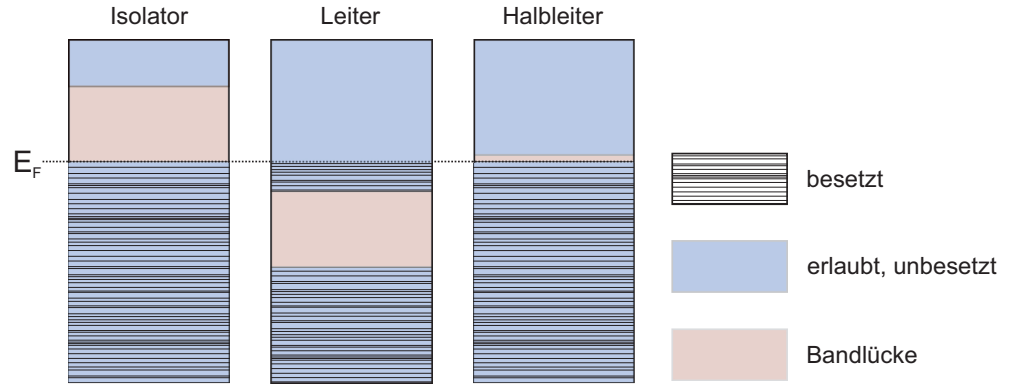 Isolator
Leiter
Halbleiter
E_F
besetzt
erlaubt, unbesetzt
Bandlücke